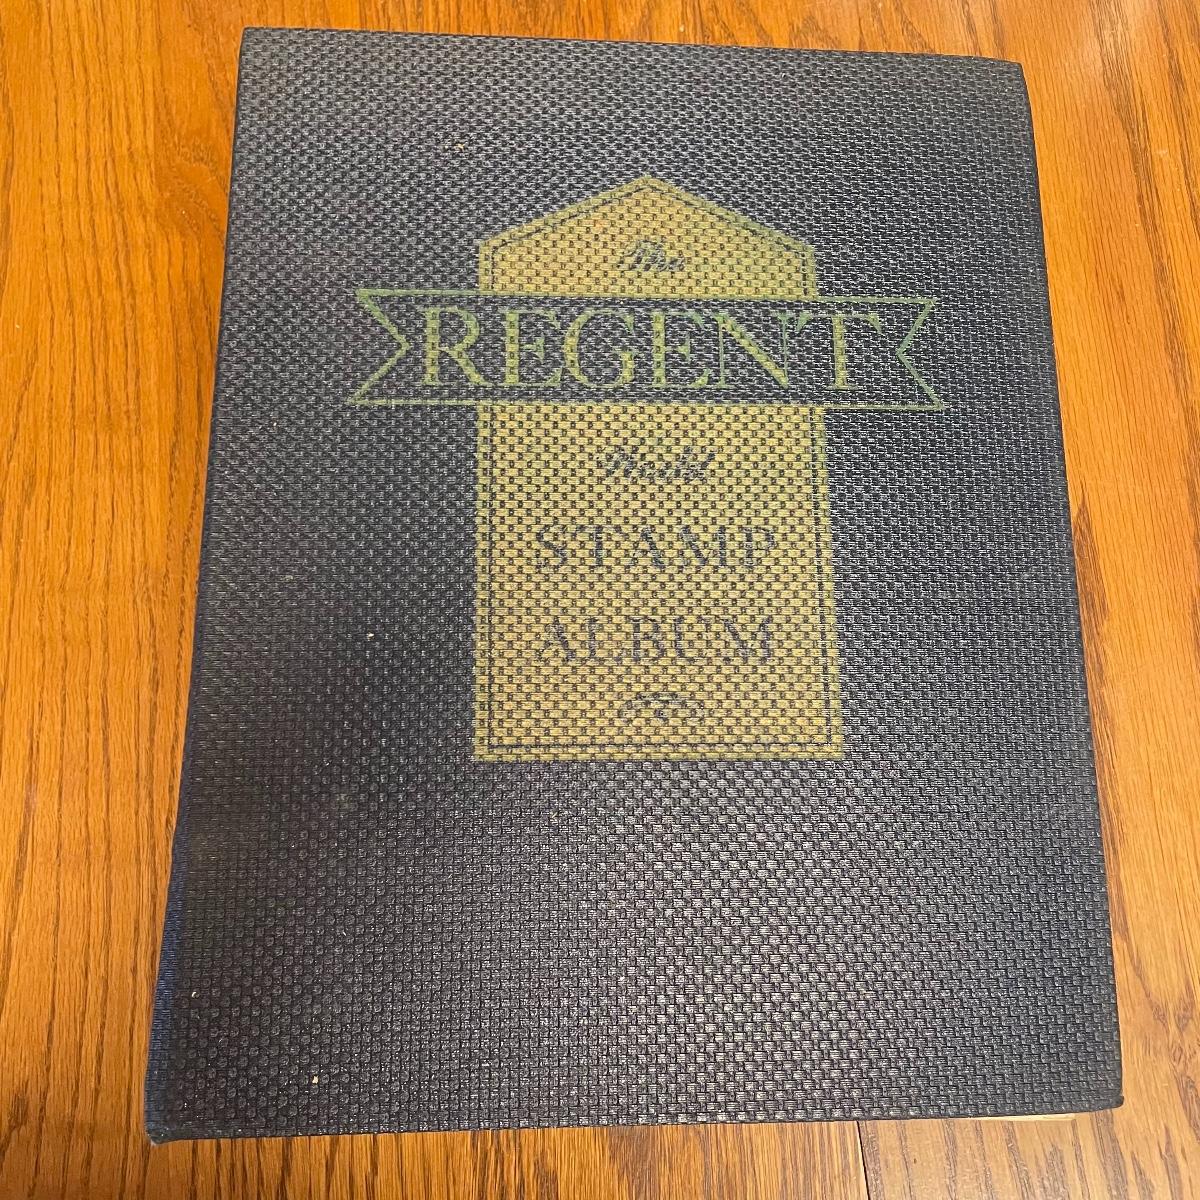 The
REGENT
World
STAMP
ALBUM